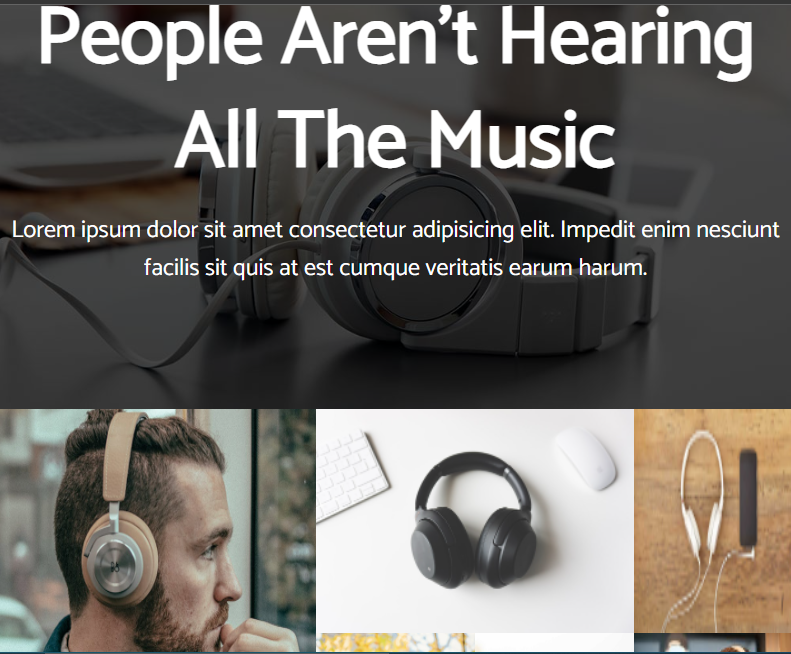 People Aren’t Hearing
All The Music
Lorem ipsum dolor sit amet consectetur adipisicing elit. Impedit enim nesciunt
facilis sit quis at est cumque veritatis earum harum.